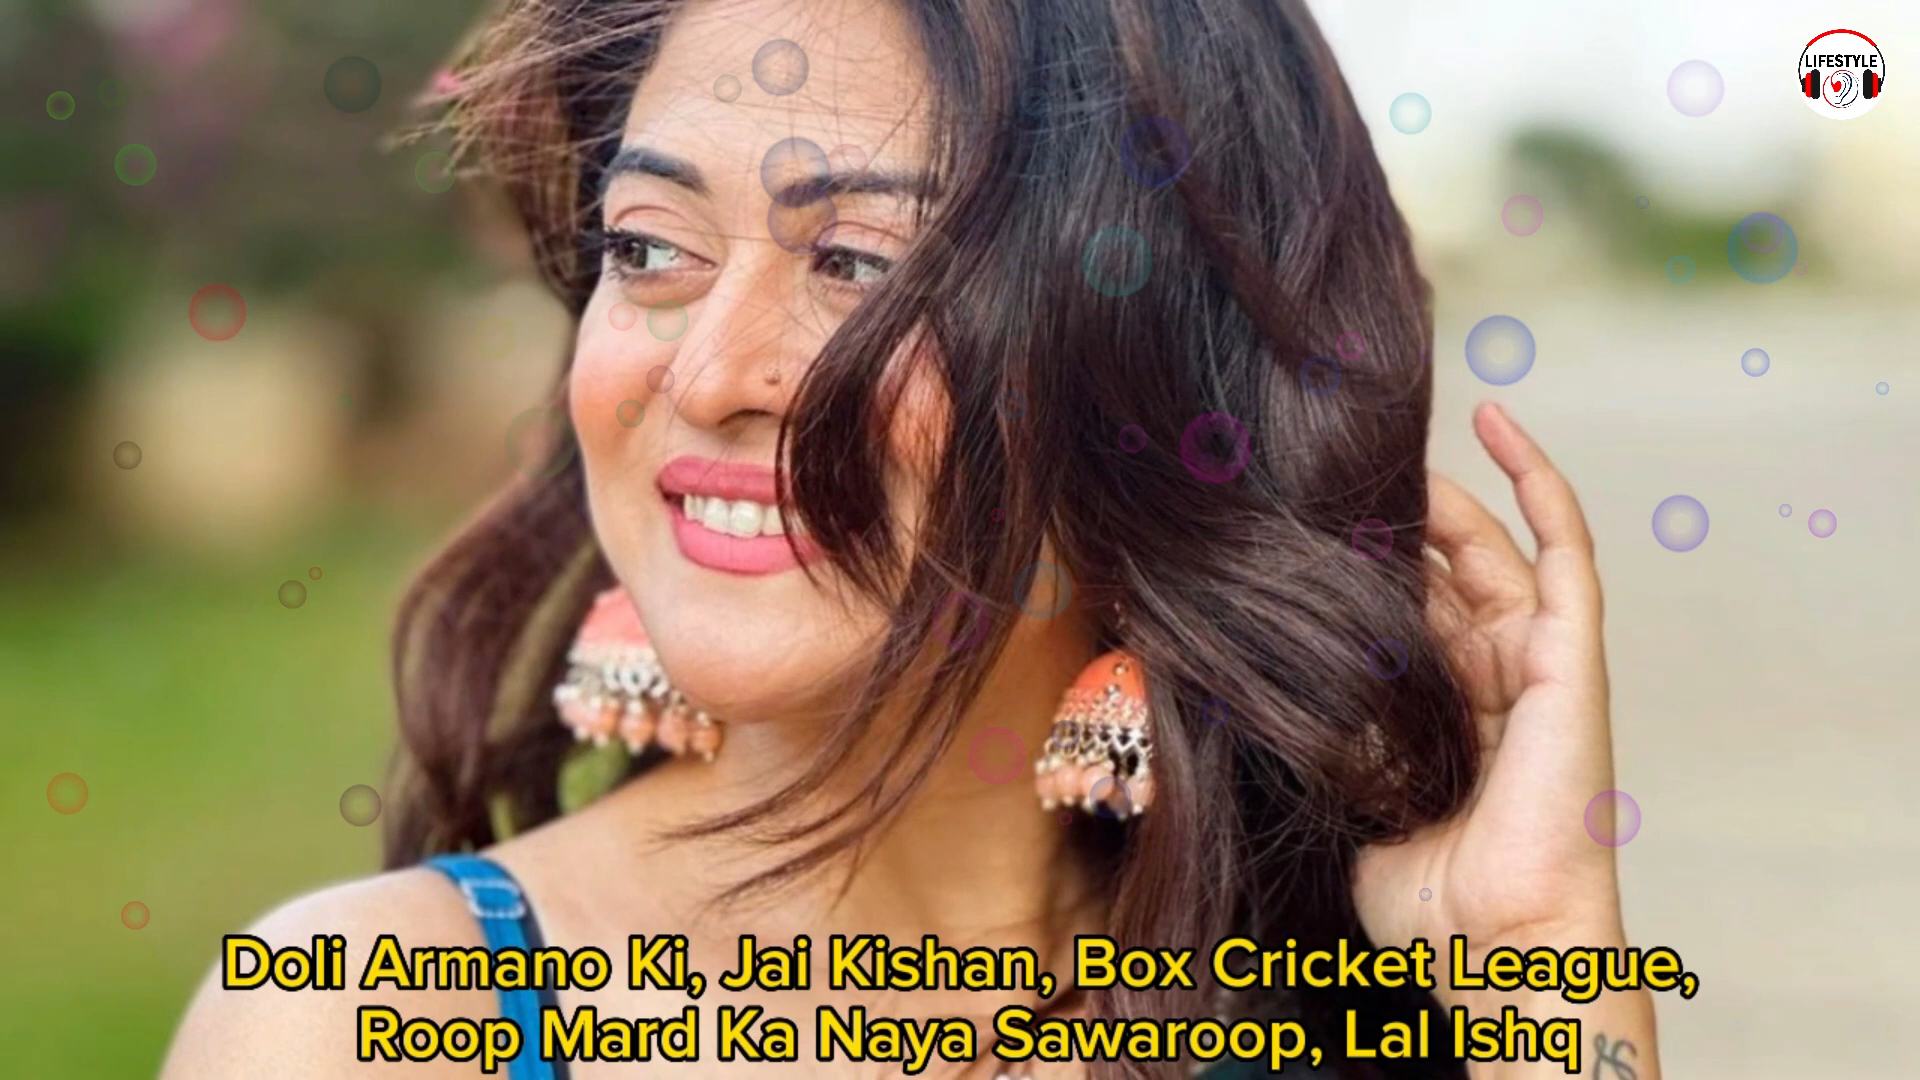 LIFESTYLE
Doli Armano Ki, Jai Kishan, Box Cricket League,
Roop Mard Ka Naya Sawaroop, Lal Ishq